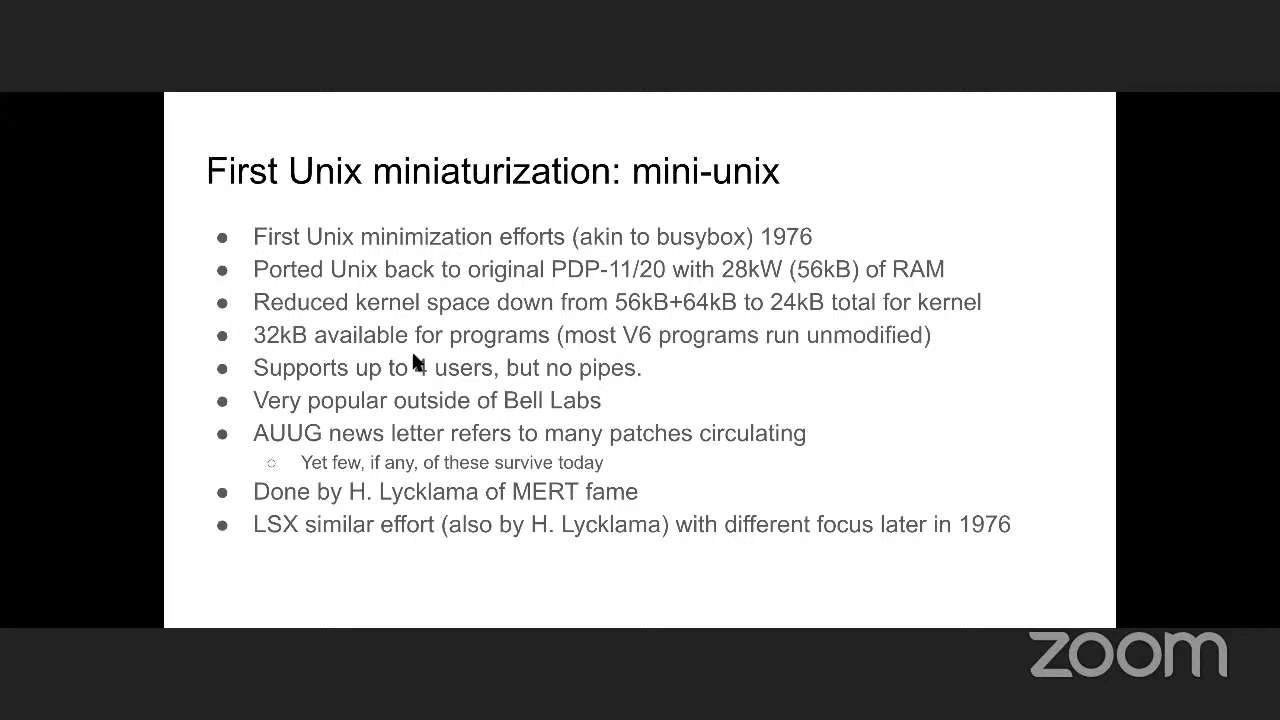 First Unix miniaturization: mini-unix
● First Unix minimization efforts (akin to busybox) 1976
● Ported Unix back to original PDP-11/20 with 28kW (56kB) of RAM
● Reduced kernel space down from 56kB+64kB to 24kB total for kernel
● 32kB available for programs (most V6 programs run unmodified)
● Supports up to 4 users, but no pipes.
● Very popular outside of Bell Labs
● AUUG news letter refers to many patches circulating
○ Yet few, if any, of these survive today
● Done by H. Lycklama of MERT fame
● LSX similar effort (also by H. Lycklama) with different focus later in 1976
zoom